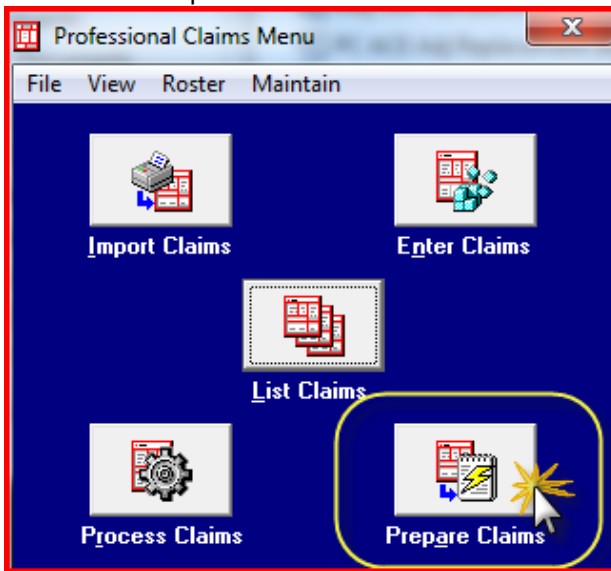 Professional Claims Menu
File View Roster Maintain
Import Claims
Enter Claims
List Claims
Process Claims
Prepare Claims